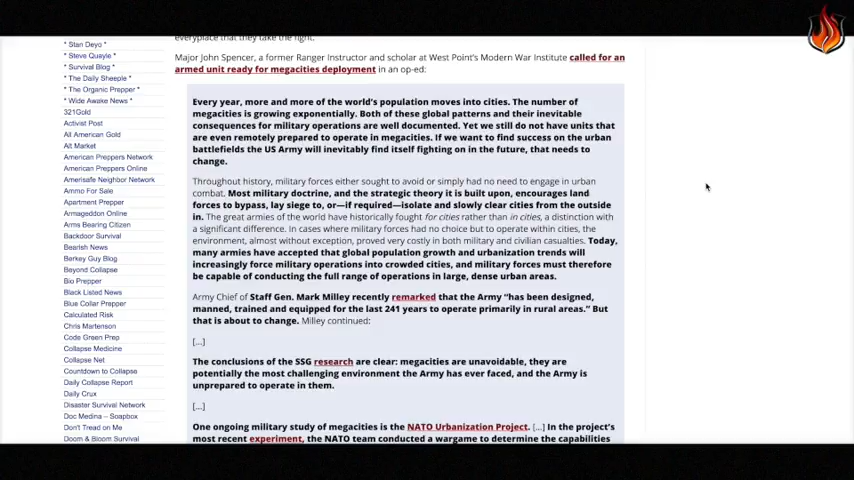 everyplace that they take the fight.
* Stan Deyo *
* Steve Quayle *
* Survival Blog *
* The Daily Sheeple *
* The Organic Prepper *
* Wide Awake News *
321Gold
Activist Post
All American Gold
Alt Market
American Preppers Network
American Preppers Online
Amerisafe Neighbor Network
Ammo For Sale
Apartment Prepper
Armageddon Online
Arms Bearing Citizen
Backdoor Survival
Bearish News
Berkey Guy Blog
Beyond Collapse
Bio Prepper
Black Listed News
Blue Collar Prepper
Calculated Risk
Chris Martenson
Code Green Prep
Collapse Medicine
Collapse Net
Countdown to Collapse
Daily Collapse Report
Daily Crux
Disaster Survival Network
Doc Medina – Soapbox
Don't Tread on Me
Doom & Bloom Survival
Major John Spencer, a former Ranger Instructor and scholar at West Point's Modern War Institute called for an
armed unit ready for megacities deployment in an op-ed:
Every year, more and more of the world's population moves into cities. The number of
megacities is growing exponentially. Both of these global patterns and their inevitable
consequences for military operations are well documented. Yet we still do not have units that
are even remotely prepared to operate in megacities. If we want to find success on the urban
battlefields the US Army will inevitably find itself fighting on in the future, that needs to
change.
Throughout history, military forces either sought to avoid or simply had no need to engage in urban
combat. Most military doctrine, and the strategic theory it is built upon, encourages land
forces to bypass, lay siege to, or—if required—isolate and slowly clear cities from the outside
in. The great armies of the world have historically fought for cities rather than in cities, a distinction with
a significant difference. In cases where military forces had no choice but to operate within cities, the
environment, almost without exception, proved very costly in both military and civilian casualties. Today,
many armies have accepted that global population growth and urbanization trends will
increasingly force military operations into crowded cities, and military forces must therefore
be capable of conducting the full range of operations in large, dense urban areas.
Army Chief of Staff Gen. Mark Milley recently remarked that the Army “has been designed,
manned, trained and equipped for the last 241 years to operate primarily in rural areas.” But
that is about to change. Milley continued:
[...]
The conclusions of the SSG research are clear: megacities are unavoidable, they are
potentially the most challenging environment the Army has ever faced, and the Army is
unprepared to operate in them.
[...]
One ongoing military study of megacities is the NATO Urbanization Project. [...] In the project's
most recent experiment, the NATO team conducted a wargame to determine the capabilities